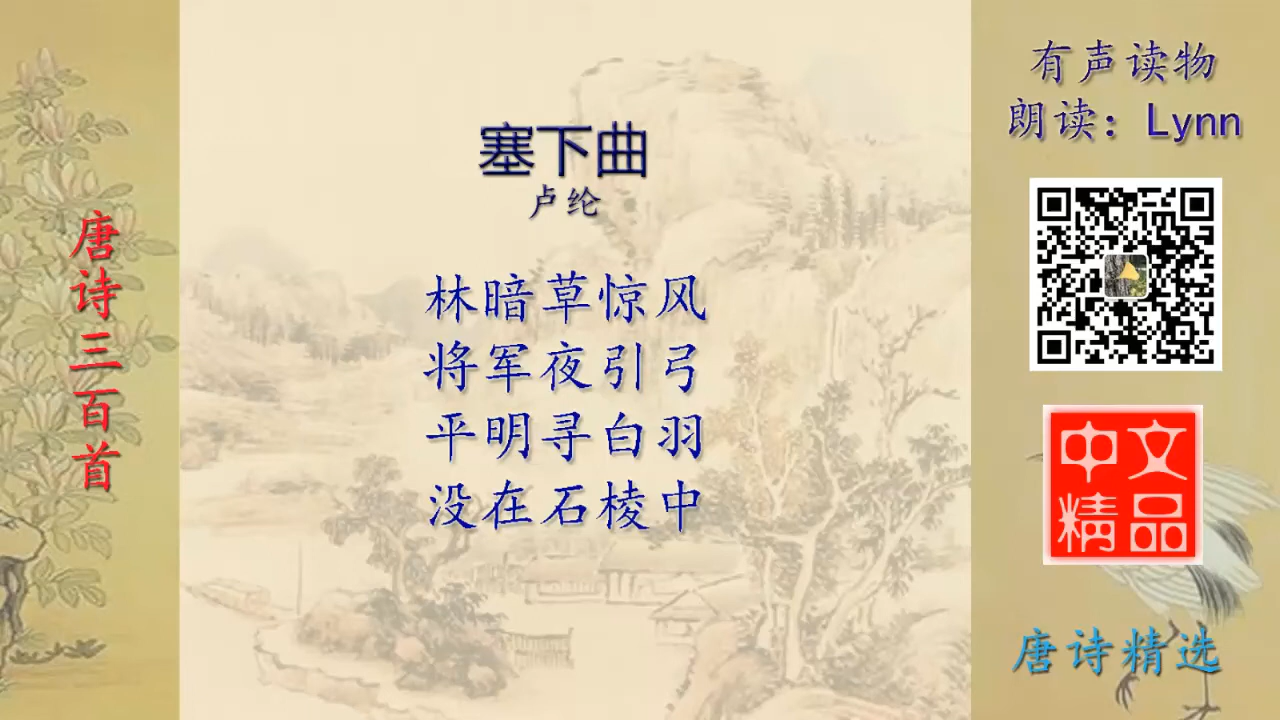 唐诗三百首
塞下曲
卢纶
林暗草惊风
将军夜引弓
平明寻白羽
没在石棱中
有声读物
朗读：Lynn
中文
精品
唐诗精选